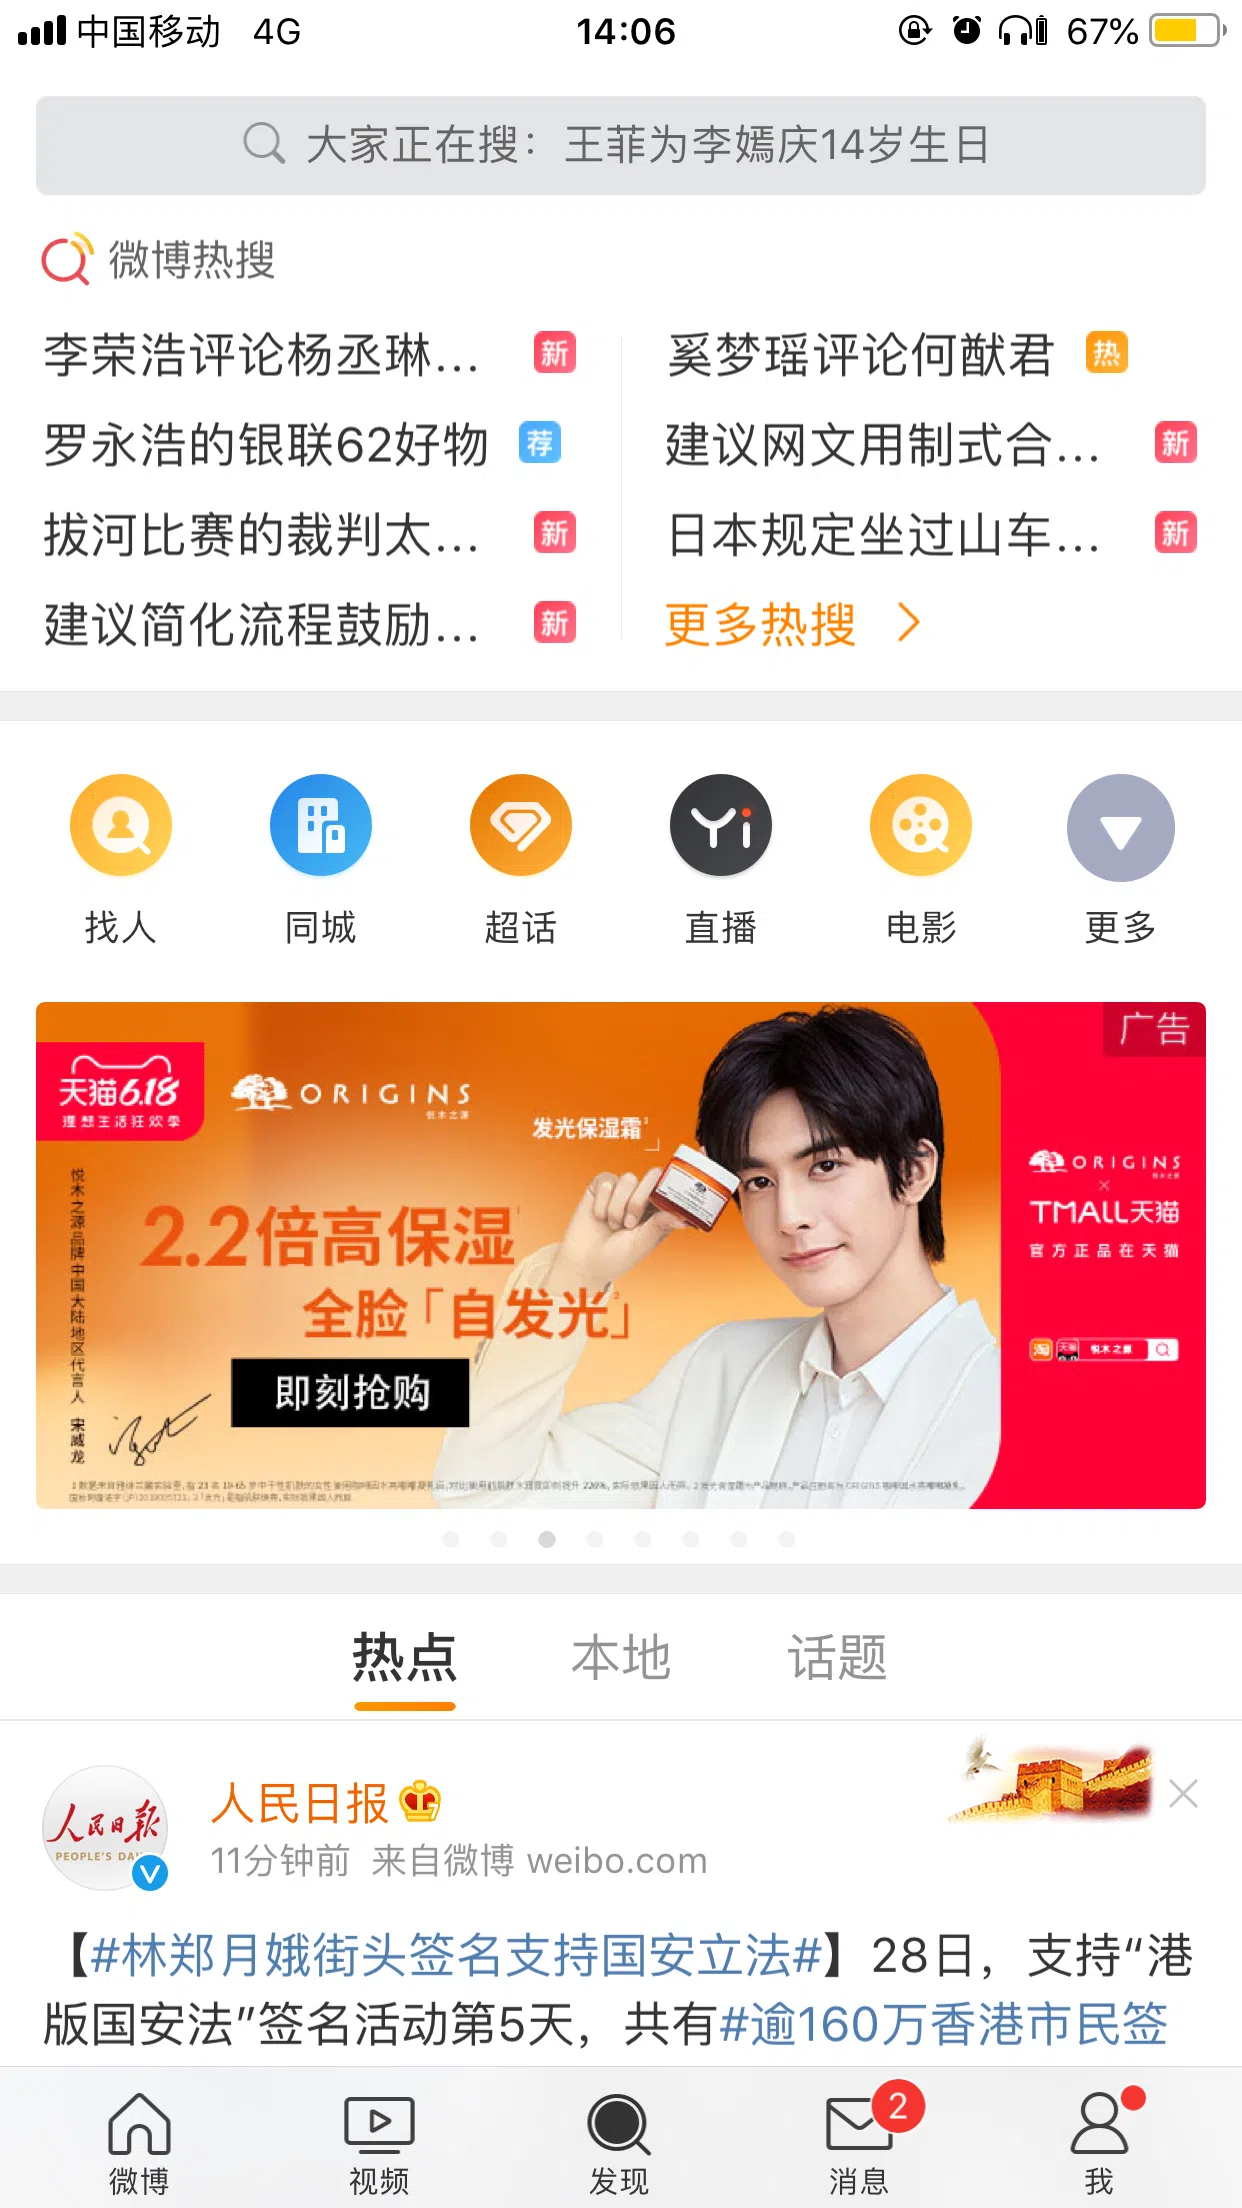 中国移动 4G 14:06 67%
大家正在搜：王菲为李嫣庆14岁生日
微博热搜
李荣浩评论杨丞琳... 新
奚梦瑶评论何猷君 热
罗永浩的银联62好物 荐
建议网文用制式合... 新
拔河比赛的裁判太... 新
日本规定坐过山车... 新
建议简化流程鼓励... 新
更多热搜
找人 同城 超话 直播 电影 更多
广告
天猫6.18
理想生活狂欢季
ORIGINS
悦木之源
发光保湿霜
2.2倍高保湿
全脸「自发光」
即刻抢购
悦木之源品牌中国大陆地区代言人 宋威龙
ORIGINS
悦木之源
×
TMALL天猫
官方正品在天猫
淘 天猫 悦木之源
热点 本地 话题
人民日报
PEOPLE'S
人民日报
11分钟前 来自微博 weibo.com
【#林郑月娥街头签名支持国安立法#】28日，支持“港
版国安法”签名活动第5天，共有#逾160万香港市民签
2
微博 视频 发现 消息 我